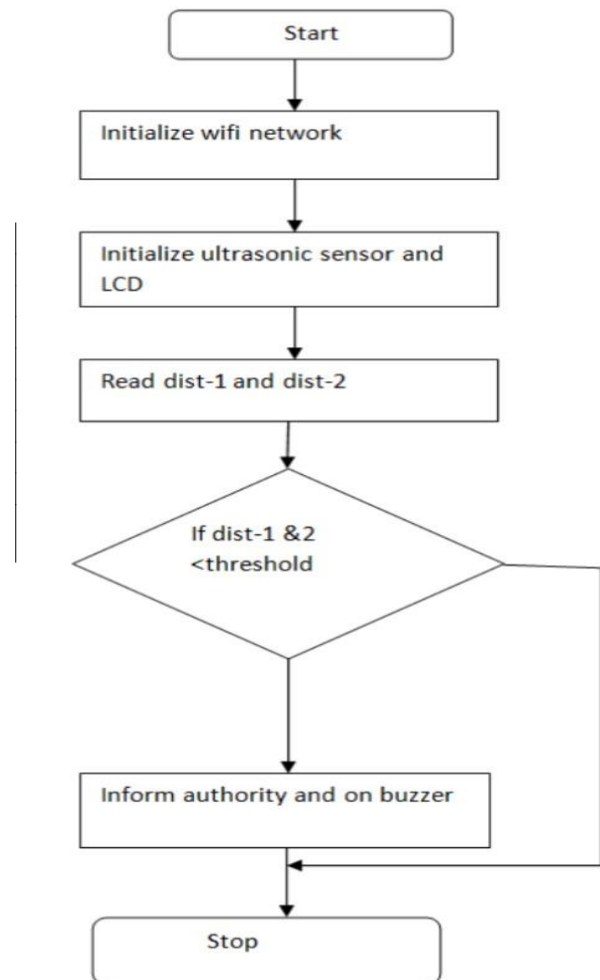 Start
Initialize wifi network
Initialize ultrasonic sensor and
LCD
Read dist-1 and dist-2
If dist-1 &2
<threshold
Inform authority and on buzzer
Stop